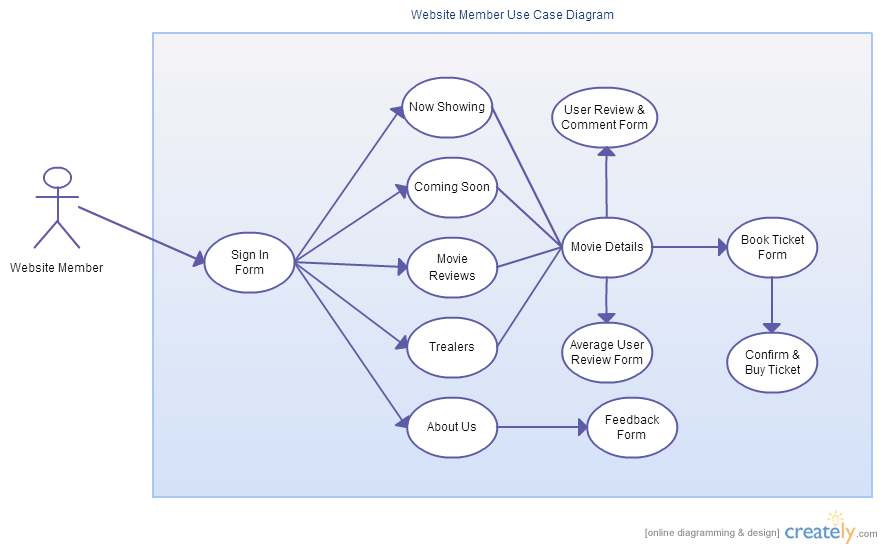 Website Member Use Case Diagram
Now Showing
User Review &
Comment Form
Coming Soon
Website Member
Sign In
Form
Movie
Reviews
Movie Details
Book Ticket
Form
Trealers
Average User
Review Form
Confirm &
Buy Ticket
About Us
Feedback
Form
[online diagramming & design] creately.com